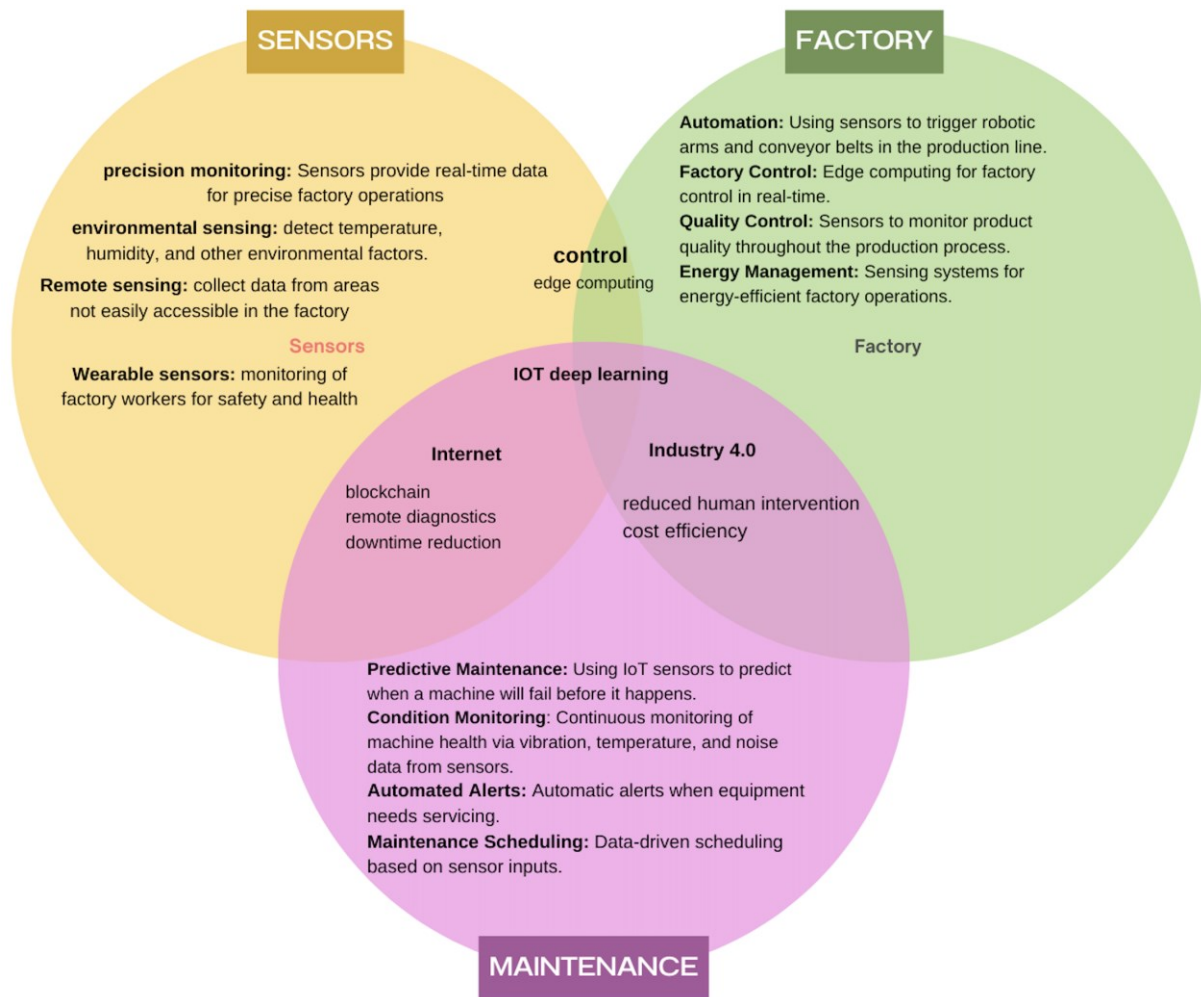 SENSORS
FACTORY
precision monitoring: Sensors provide real-time data
for precise factory operations
environmental sensing: detect temperature,
humidity, and other environmental factors.
Remote sensing: collect data from areas
not easily accessible in the factory
Sensors
Wearable sensors: monitoring of
factory workers for safety and health
control
edge computing
Automation: Using sensors to trigger robotic
arms and conveyor belts in the production line.
Factory Control: Edge computing for factory
control in real-time.
Quality Control: Sensors to monitor product
quality throughout the production process.
Energy Management: Sensing systems for
energy-efficient factory operations.
Factory
IOT deep learning
Internet
blockchain
remote diagnostics
downtime reduction
Industry 4.0
reduced human intervention
cost efficiency
Predictive Maintenance: Using IoT sensors to predict
when a machine will fail before it happens.
Condition Monitoring: Continuous monitoring of
machine health via vibration, temperature, and noise
data from sensors.
Automated Alerts: Automatic alerts when equipment
needs servicing.
Maintenance Scheduling: Data-driven scheduling
based on sensor inputs.
MAINTENANCE